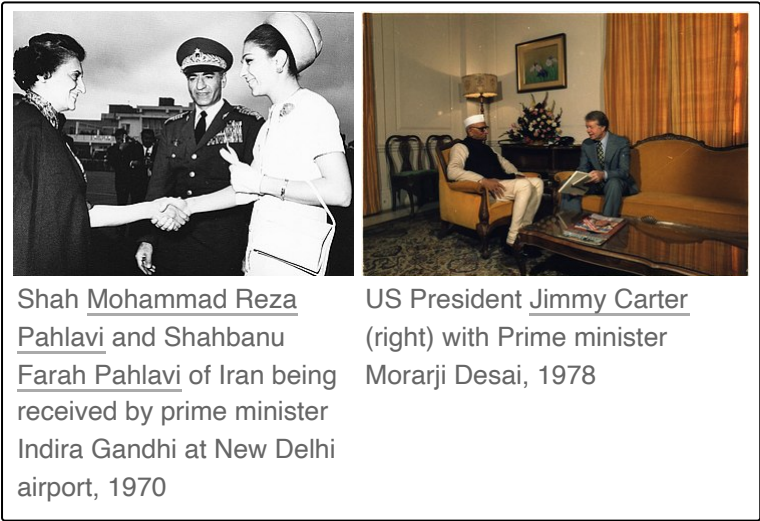 Shah Mohammad Reza
Pahlavi and Shahbanu
Farah Pahlavi of Iran being
received by prime minister
Indira Gandhi at New Delhi
airport, 1970
US President Jimmy Carter
(right) with Prime minister
Morarji Desai, 1978